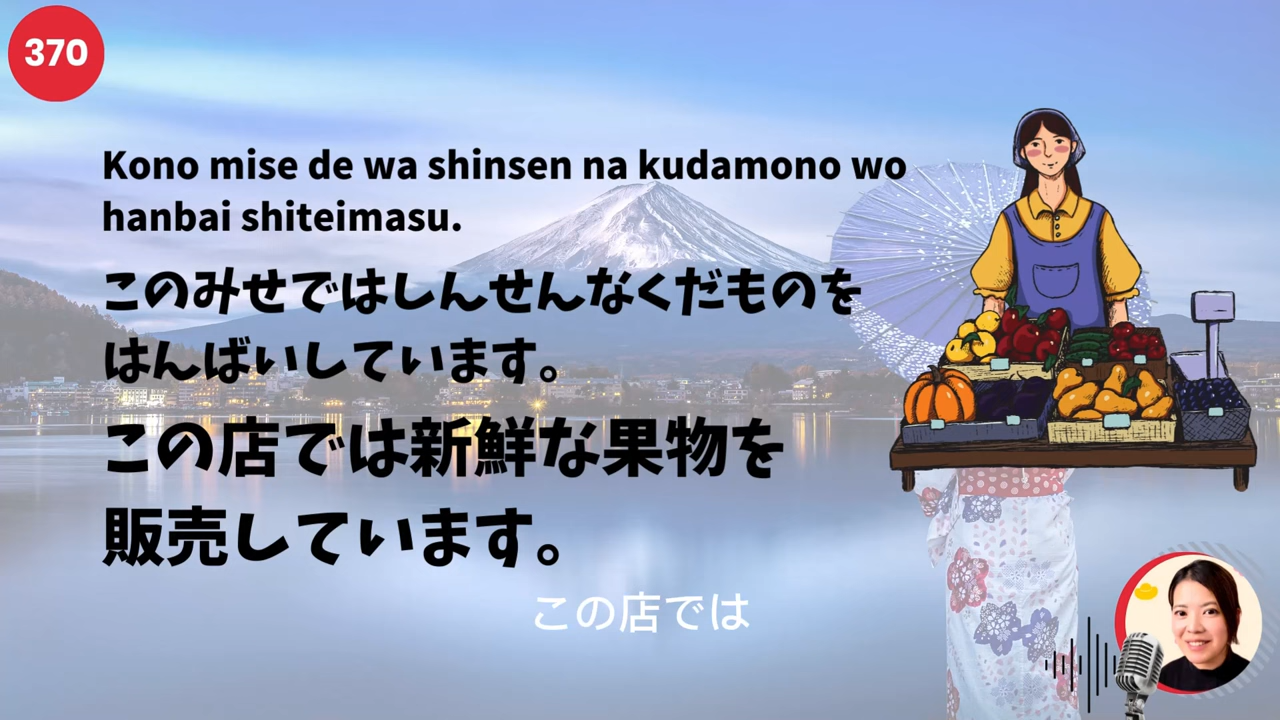 370
Kono mise de wa shinsen na kudamono wo
hanbai shiteimasu.
このみせではしんせんなくだものを
はんばいしています。
この店では新鮮な果物を
販売しています。
この店では